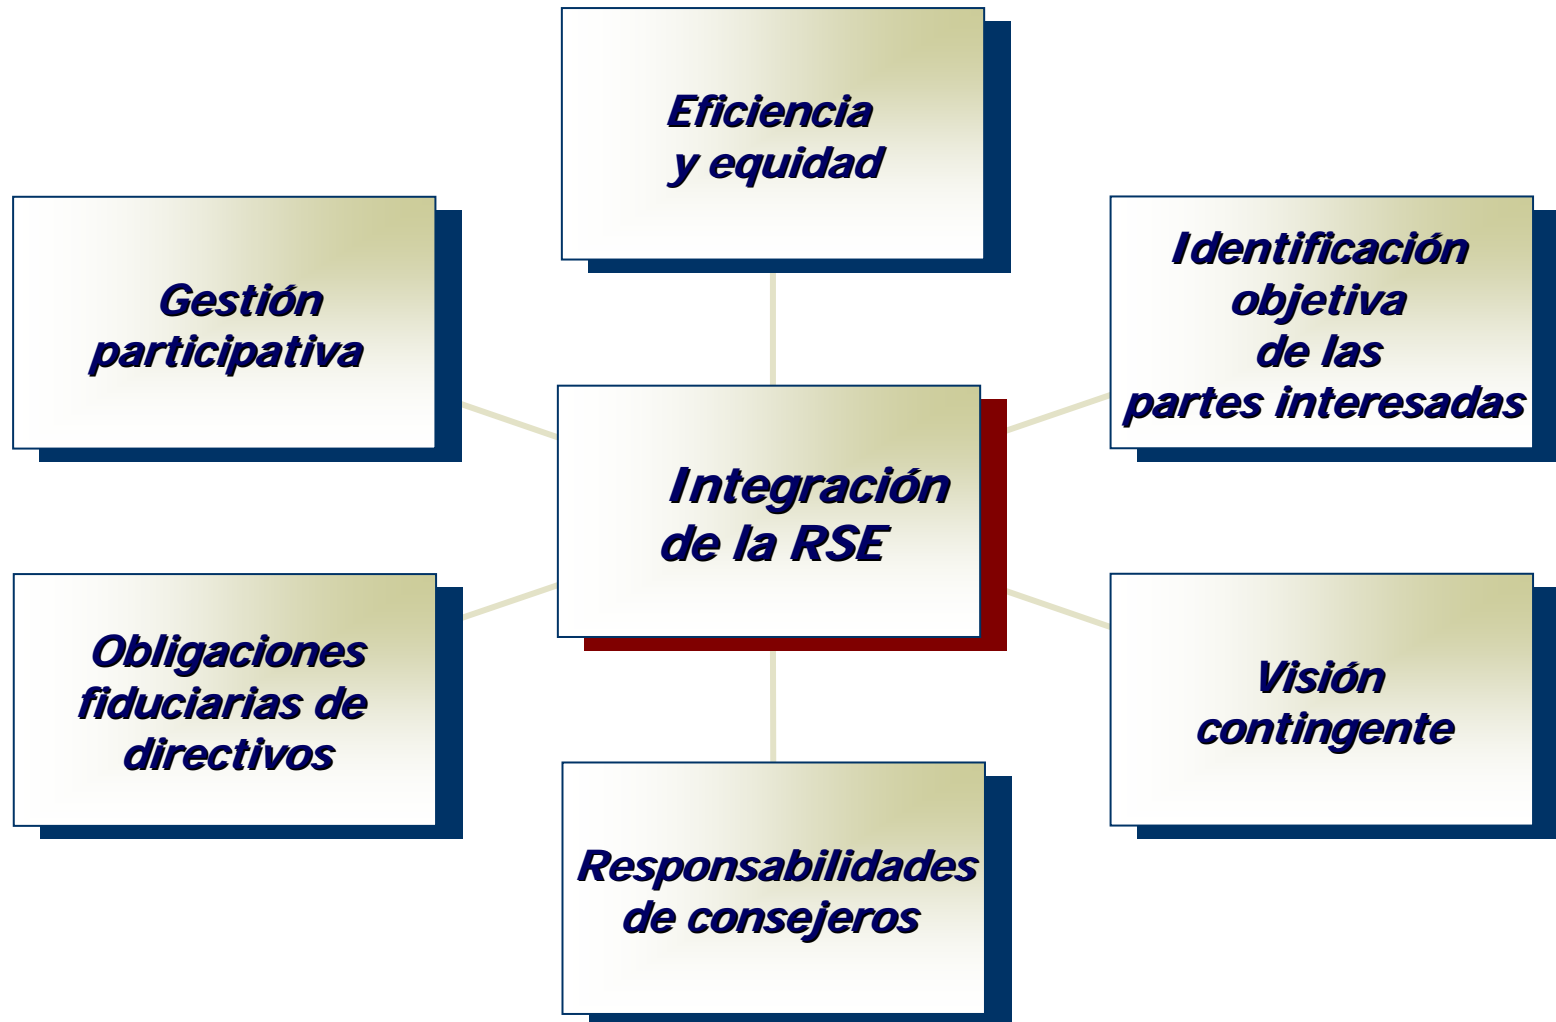 Eficiencia
y equidad
Gestión
participativa
Identificación
objetiva
de las
partes interesadas
Integración
de la RSE
Obligaciones
fiduciarias de
directivos
Visión
contingente
Responsabilidades
de consejeros